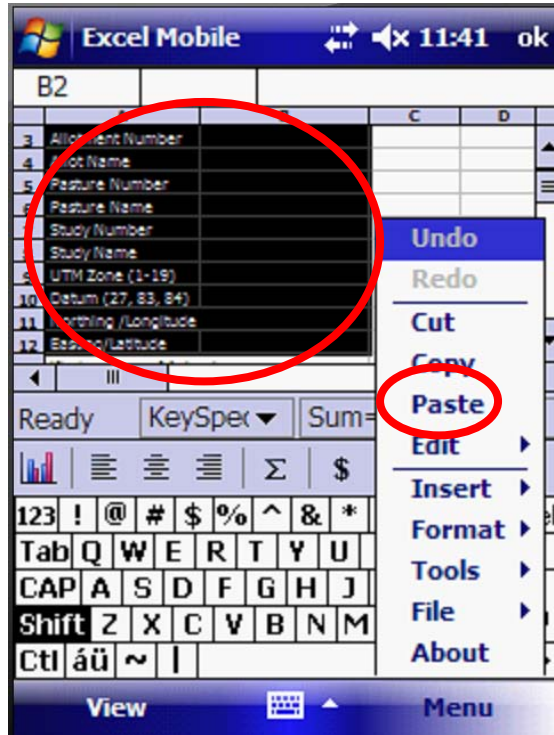 Excel Mobile 11:41 ok
B2
A B C D
3 Allotment Number
4 Allot Name
5 Pasture Number
6 Pasture Name
7 Study Number
8 Study Name
9 UTM Zone (1-19)
10 Datum (27, 83, 84)
11 Northing /Longitude
12 Easting/Latitude
Undo
Redo
Cut
Copy
Paste
Edit
Insert
Format
Tools
File
About
Ready KeySpec Sum=
Σ $
123 ! @ # $ % ^ & *
Tab Q W E R T Y U
CAP A S D F G H J
Shift Z X C V B N M
Ctl áü ~ |
View Menu